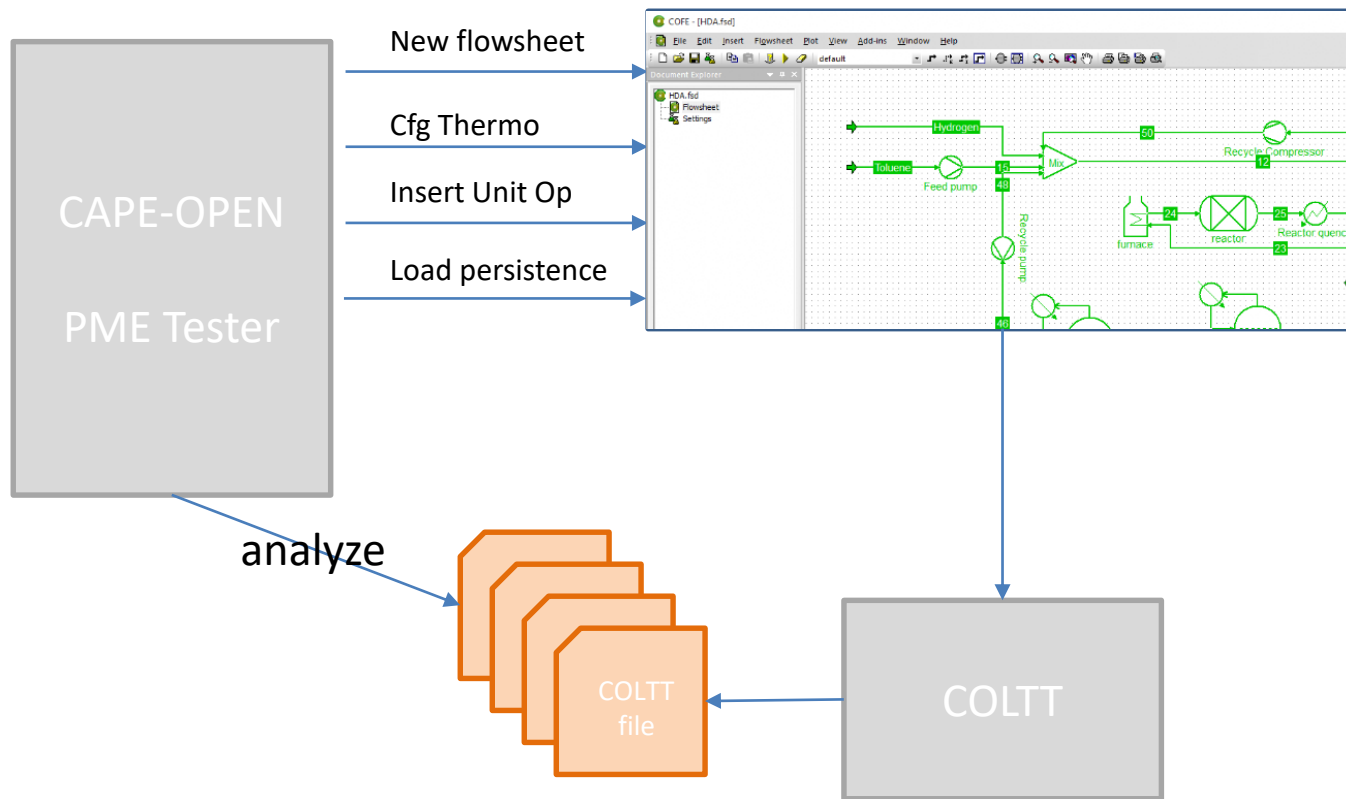 New flowsheet
Cfg Thermo
Insert Unit Op
Load persistence
CAPE-OPEN
PME Tester
COFE - [HDA.fsd]
File Edit Insert Flowsheet Plot View Add-ins Window Help
default
Document Explorer
HDA.fsd
Flowsheet
Settings
Hydrogen
50
Recycle Compressor
Toluene
15
Mix
12
Feed pump
48
24
25
furnace
reactor
Reactor quenc
23
Recycle pump
46
analyze
COLTT
file
COLTT